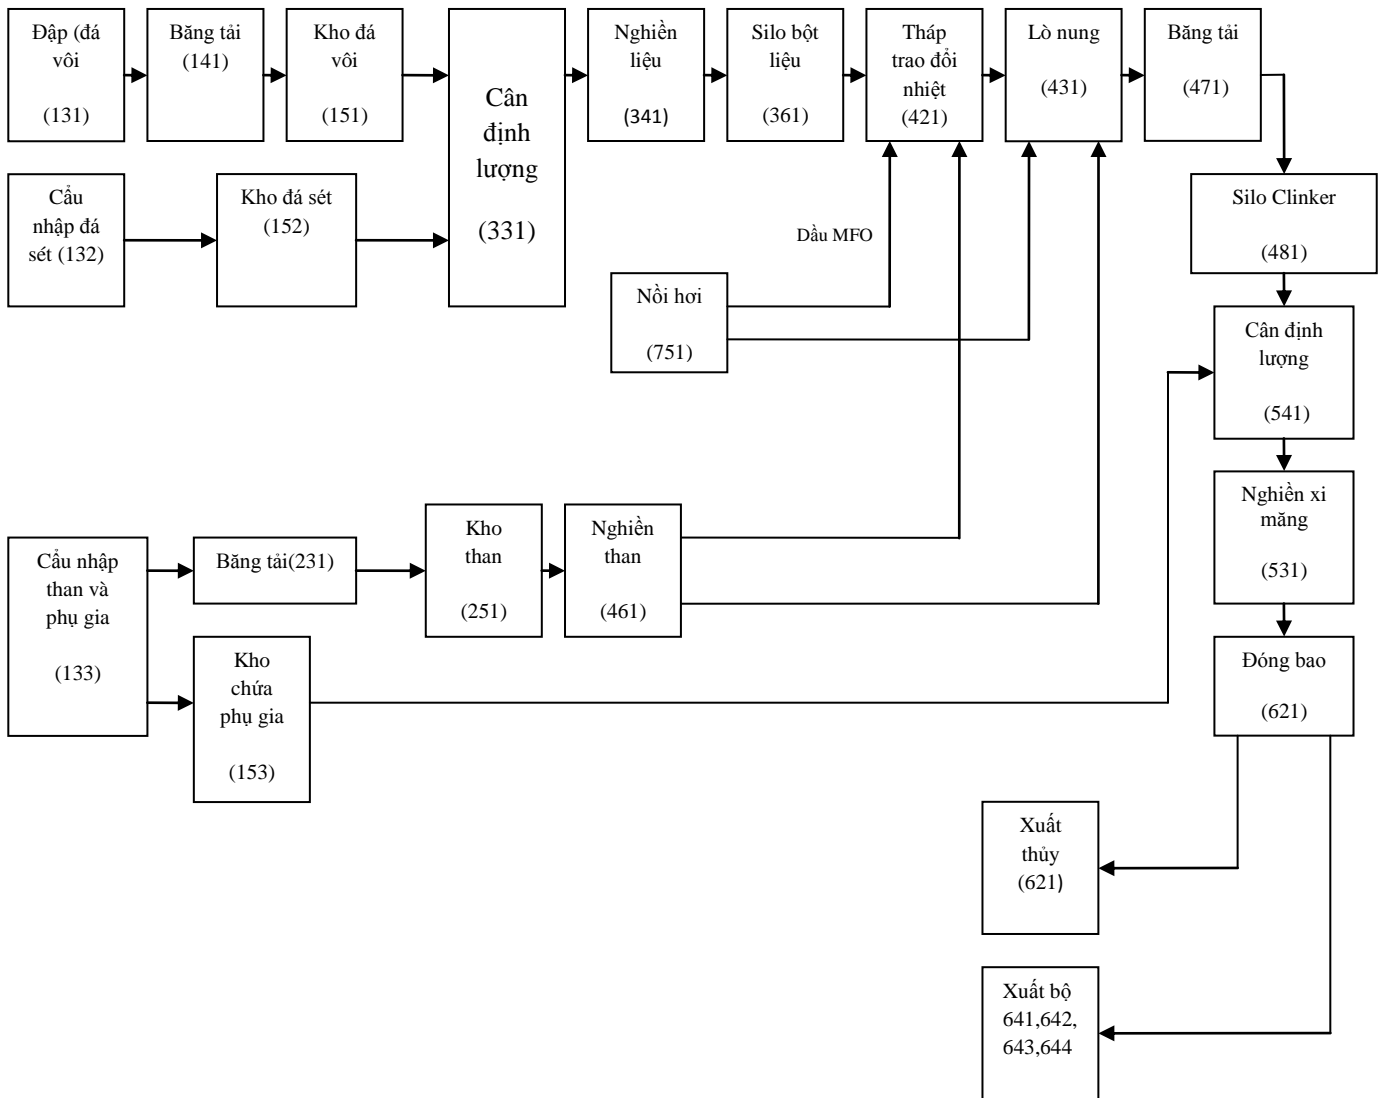 Đập (đá
vôi
(131)
Băng tải
(141)
Kho đá
vôi
(151)
Cân
định
lượng
(331)
Nghiền
liệu
(341)
Silo bột
liệu
(361)
Tháp
trao đổi
nhiệt
(421)
Lò nung
(431)
Băng tải
(471)
Cẩu
nhập đá
sét (132)
Kho đá sét
(152)
Silo Clinker
(481)
Dầu MFO
Nồi hơi
(751)
Cân định
lượng
(541)
Nghiền xi
măng
(531)
Cẩu nhập
than và
phụ gia
(133)
Băng tải(231)
Kho
than
(251)
Nghiền
than
(461)
Kho
chứa
phụ gia
(153)
Đóng bao
(621)
Xuất
thủy
(621)
Xuất bộ
641,642,
643,644